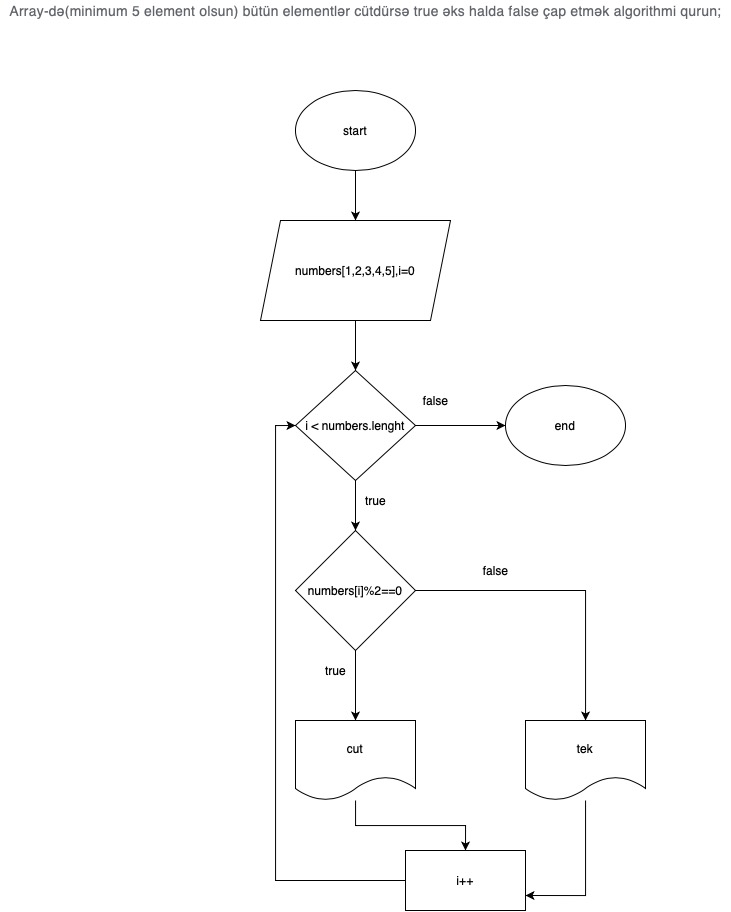 Array-də(minimum 5 element olsun) bütün elementlər cütdürsə true əks halda false çap etmək algorithmi qurun;
start
numbers[1,2,3,4,5],i=0
false
i < numbers.lenght
end
true
false
numbers[i]%2==0
true
cut
tek
i++